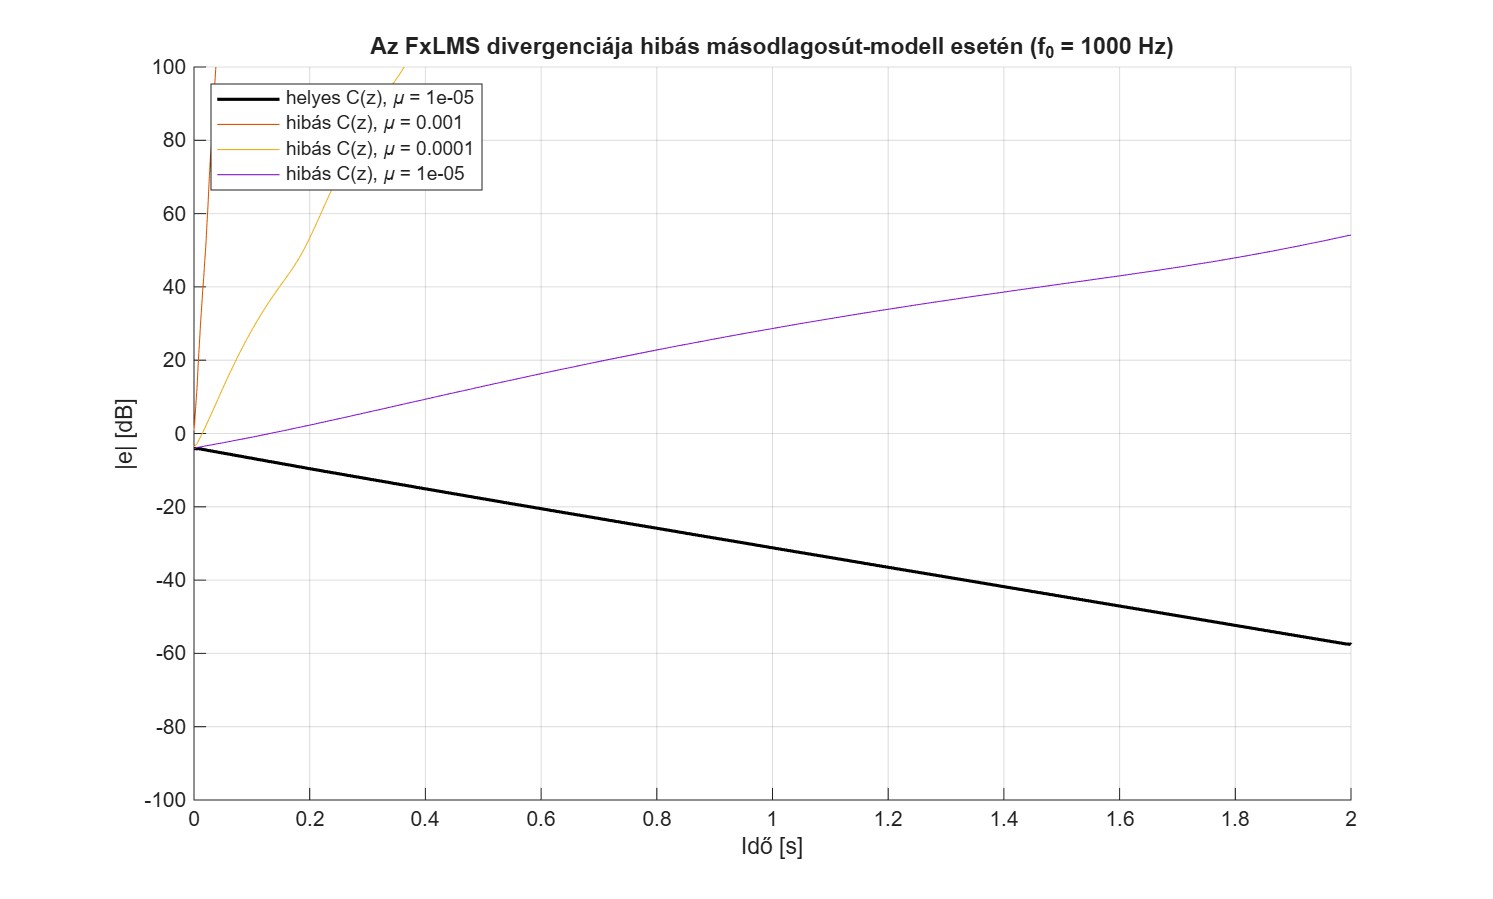 Az FxLMS divergenciája hibás másodlagosút-modell esetén (f₀ = 1000 Hz)
100
80
60
40
20
0
-20
-40
-60
-80
-100
|e| [dB]
helyes C(z), μ = 1e-05
hibás C(z), μ = 0.001
hibás C(z), μ = 0.0001
hibás C(z), μ = 1e-05
0 0.2 0.4 0.6 0.8 1 1.2 1.4 1.6 1.8 2
Idő [s]